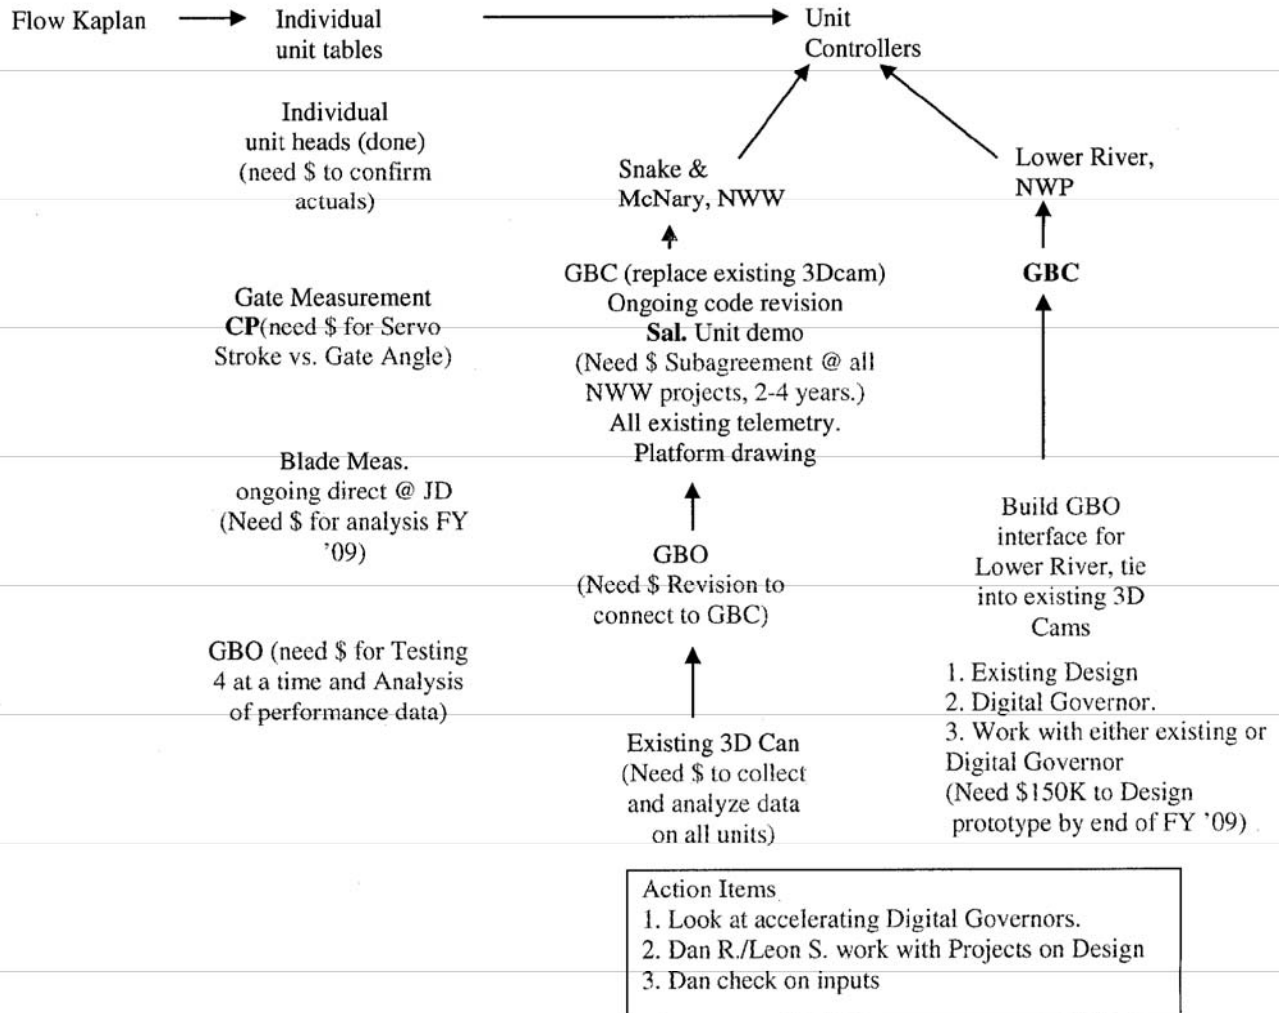 Flow Kaplan
Individual
unit tables
Unit
Controllers
Individual
unit heads (done)
(need $ to confirm
actuals)
Gate Measurement
CP(need $ for Servo
Stroke vs. Gate Angle)
Blade Meas.
ongoing direct @ JD
(Need $ for analysis FY
’09)
GBO (need $ for Testing
4 at a time and Analysis
of performance data)
Snake &
McNary, NWW
GBC (replace existing 3Dcam)
Ongoing code revision
Sal. Unit demo
(Need $ Subagreement @ all
NWW projects, 2-4 years.)
All existing telemetry.
Platform drawing
GBO
(Need $ Revision to
connect to GBC)
Existing 3D Can
(Need $ to collect
and analyze data
on all units)
Lower River,
NWP
GBC
Build GBO
interface for
Lower River, tie
into existing 3D
Cams
1. Existing Design
2. Digital Governor.
3. Work with either existing or
Digital Governor
(Need $150K to Design
prototype by end of FY ’09)
Action Items
1. Look at accelerating Digital Governors.
2. Dan R./Leon S. work with Projects on Design
3. Dan check on inputs